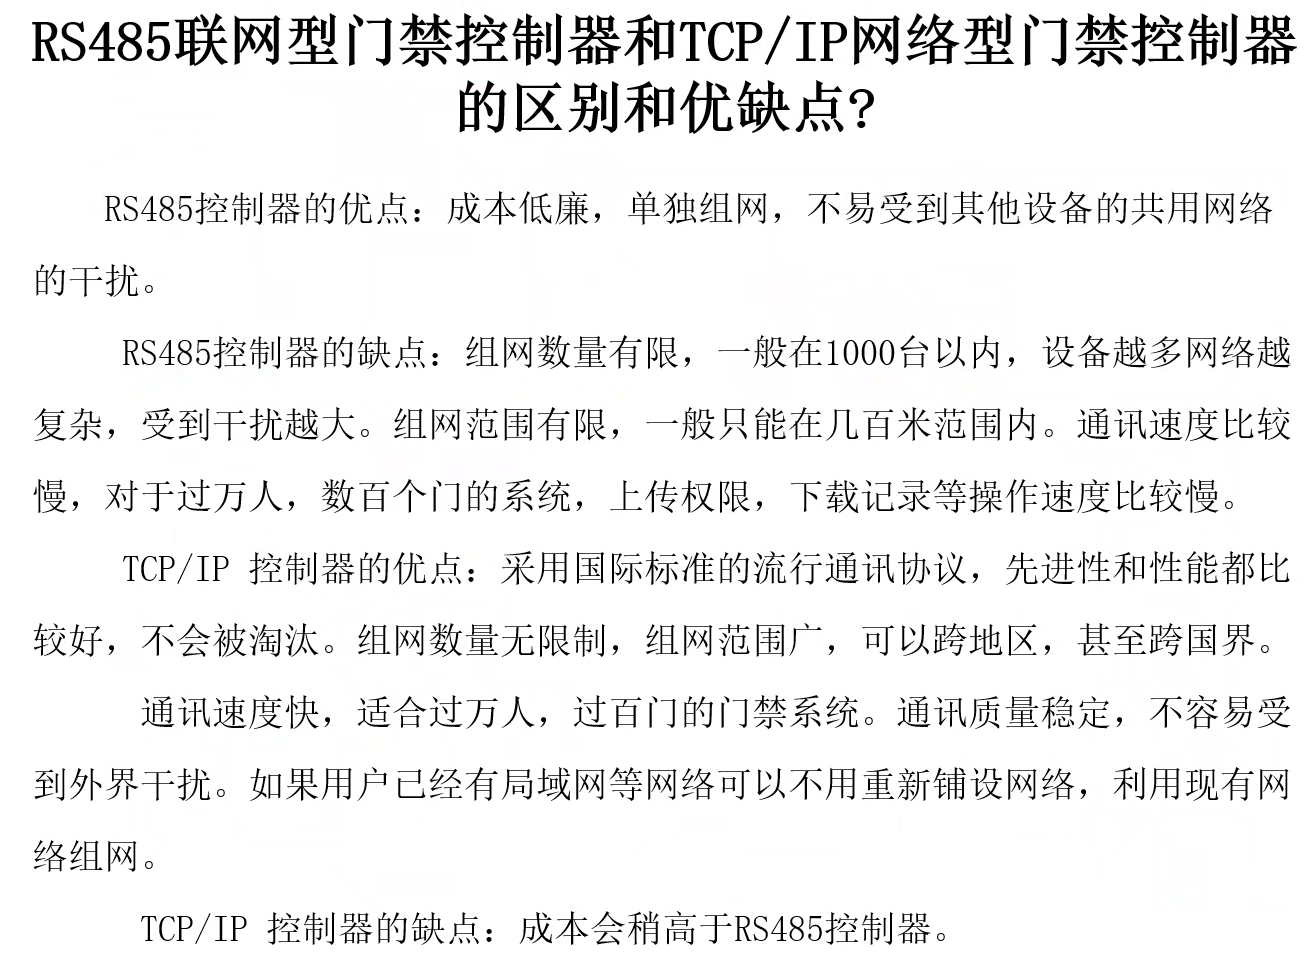 RS485联网型门禁控制器和TCP/IP网络型门禁控制器
的区别和优缺点?
RS485控制器的优点：成本低廉，单独组网，不易受到其他设备的共用网络
的干扰。
RS485控制器的缺点：组网数量有限，一般在1000台以内，设备越多网络越
复杂，受到干扰越大。组网范围有限，一般只能在几百米范围内。通讯速度比较
慢，对于过万人，数百个门的系统，上传权限，下载记录等操作速度比较慢。
TCP/IP 控制器的优点：采用国际标准的流行通讯协议，先进性和性能都比
较好，不会被淘汰。组网数量无限制，组网范围广，可以跨地区，甚至跨国界。
通讯速度快，适合过万人，过百门的门禁系统。通讯质量稳定，不容易受
到外界干扰。如果用户已经有局域网等网络可以不用重新铺设网络，利用现有网
络组网。
TCP/IP 控制器的缺点：成本会稍高于RS485控制器。